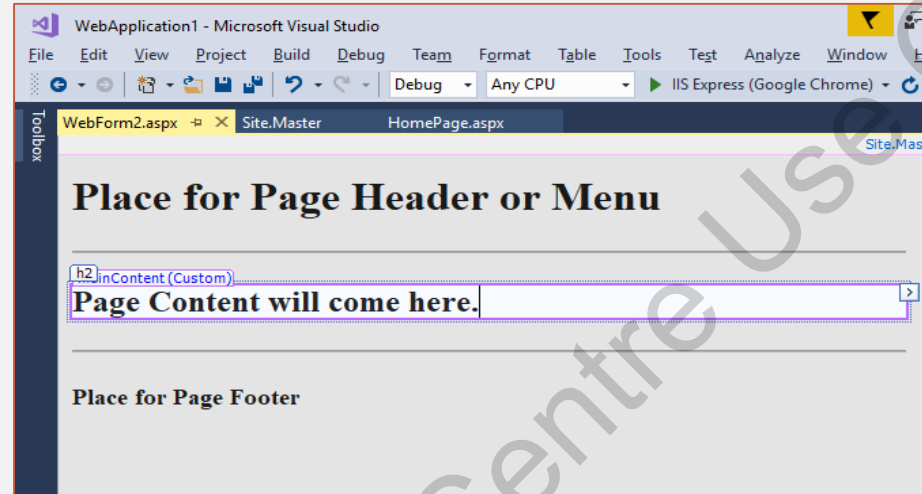 WebApplication1 - Microsoft Visual Studio
File Edit View Project Build Debug Team Format Table Tools Test Analyze Window
Debug Any CPU IIS Express (Google Chrome)
Toolbox
WebForm2.aspx Site.Master HomePage.aspx
Site.Mas
Place for Page Header or Menu
h2 inContent (Custom)
Page Content will come here.
Place for Page Footer
Centre Use